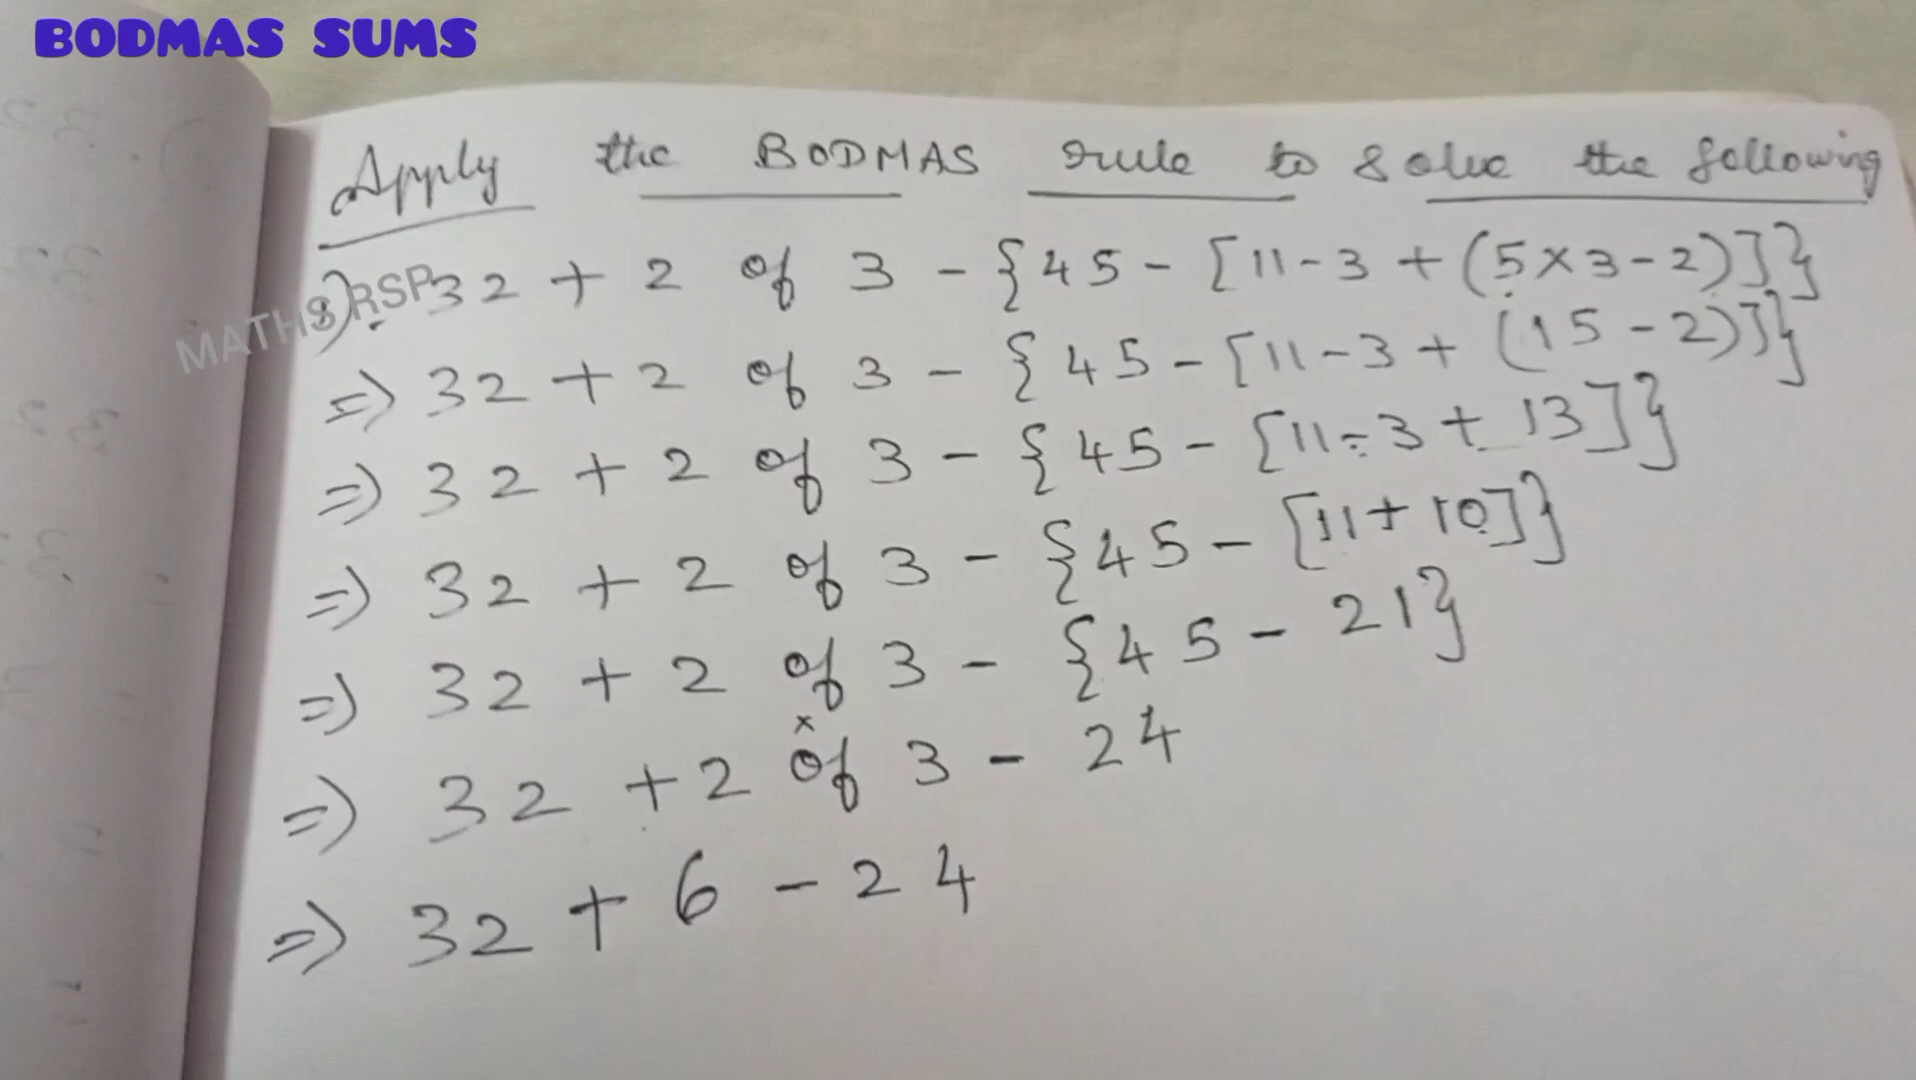 BODMAS SUMS
Apply the BODMAS rule to solve the following
8). 32 + 2 of 3 - {45 - [11-3 + (5×3-2)]}
MATHS RSP
=) 32 + 2 of 3 - {45 - [11-3 + (15-2)]}
=) 32 + 2 of 3 - {45 - [11-3 + 13]}
=) 32 + 2 of 3 - {45 - [11+10]}
=) 32 + 2 of 3 - {45 - 21}
×
=) 32 + 2 of 3 - 24
=) 32 + 6 - 24